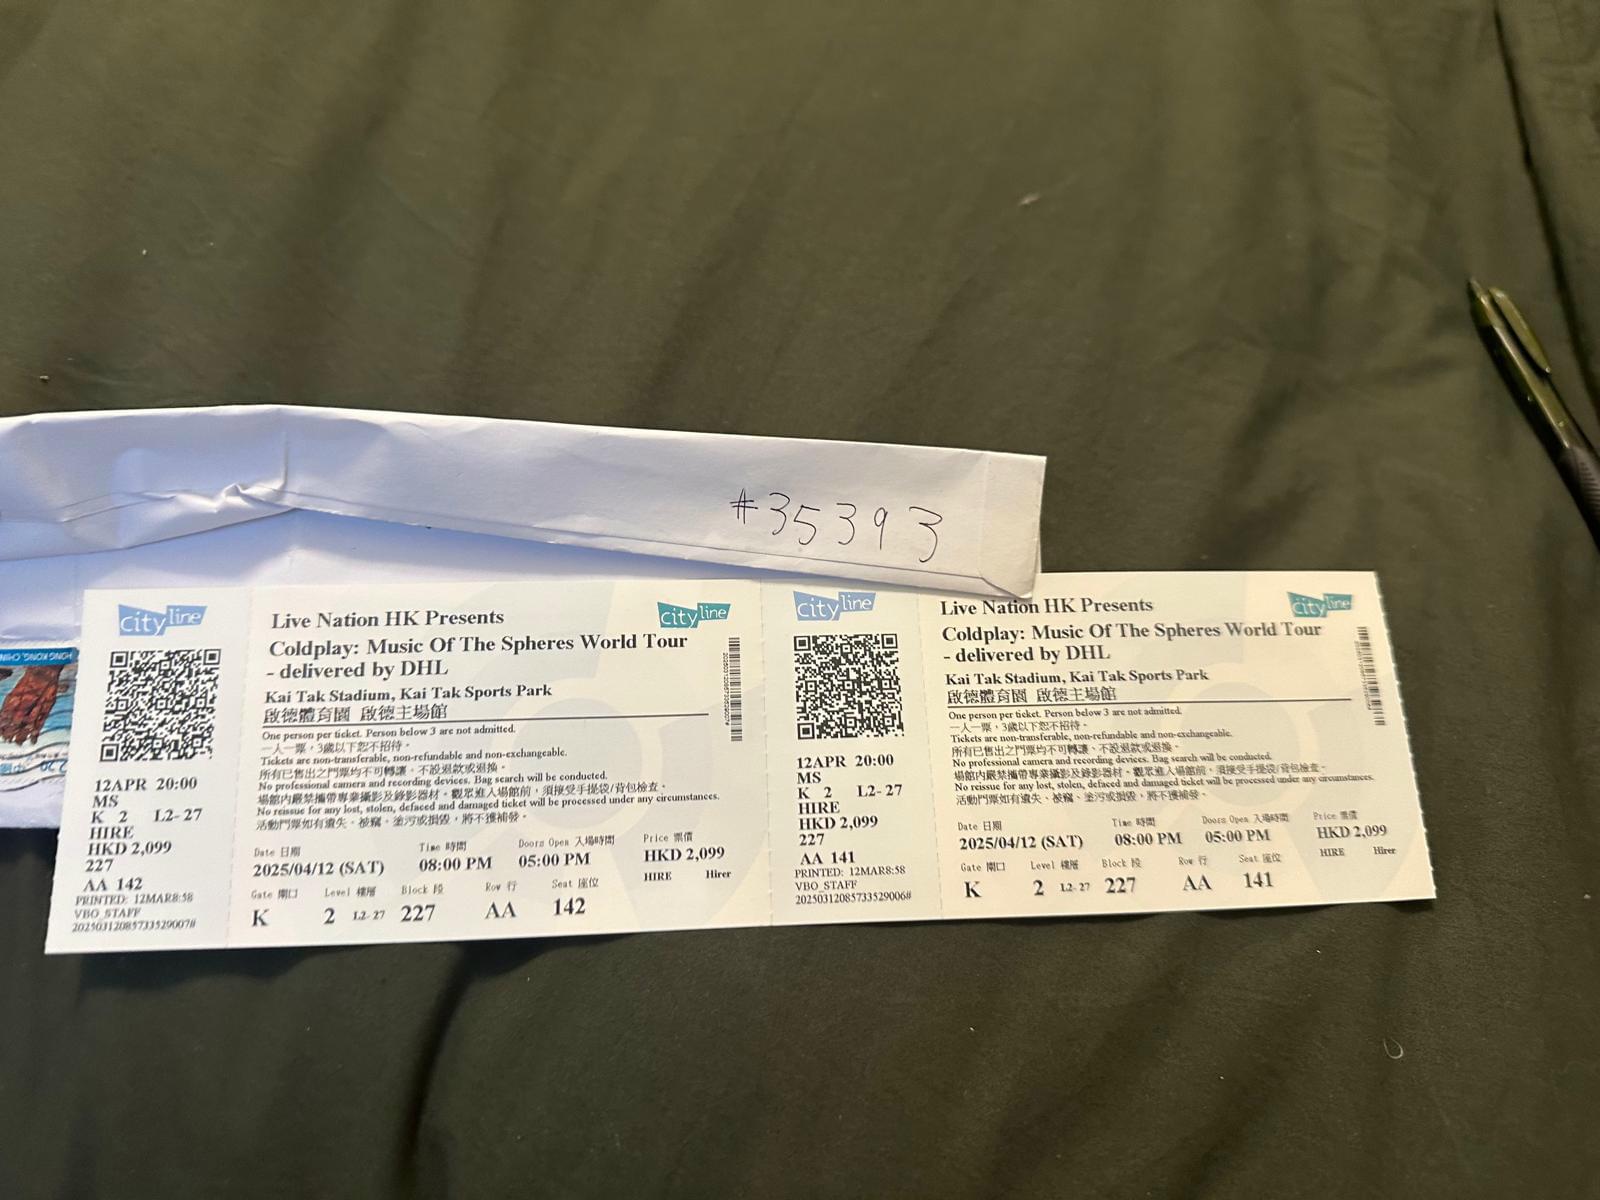 #35393
HONG KONG, CHIN
city line
12APR 20:00
MS
K 2 L2-27
HIRE
HKD 2,099
227
AA 142
PRINTED: 12MAR8:58
VBO_STAFF
2025031208573352900​7#
Live Nation HK Presents
city line
Coldplay: Music Of The Spheres World Tour
- delivered by DHL
Kai Tak Stadium, Kai Tak Sports Park
啟德體育園 啟德主場館
One person per ticket. Person below 3 are not admitted.
一人一票，3歲以下恕不招待。
Tickets are non-transferable, non-refundable and non-exchangeable.
所有已售出之門票均不可轉讓、不設退款或退換。
No professional camera and recording devices. Bag search will be conducted.
場館內嚴禁攜帶專業攝影及錄影器材。觀眾進入場館前，須接受手提袋/背包檢查。
No reissue for any lost, stolen, defaced and damaged ticket will be processed under any circumstances.
活動門票如有遺失、被竊、塗污或損毀，將不獲補發。
Date 日期 Time 時間 Doors Open 入場時間 Price 票價
2025/04/12 (SAT) 08:00 PM 05:00 PM HKD 2,099
HIRE Hirer
Gate 閘口 Level 樓層 Block 段 Row 行 Seat 座位
K 2 L2-27 227 AA 142
city line
12APR 20:00
MS
K 2 L2-27
HIRE
HKD 2,099
227
AA 141
PRINTED: 12MAR8:58
VBO_STAFF
20250312085733529006#
Live Nation HK Presents
city line
Coldplay: Music Of The Spheres World Tour
- delivered by DHL
Kai Tak Stadium, Kai Tak Sports Park
啟德體育園 啟德主場館
One person per ticket. Person below 3 are not admitted.
一人一票，3歲以下恕不招待。
Tickets are non-transferable, non-refundable and non-exchangeable.
所有已售出之門票均不可轉讓、不設退款或退換。
No professional camera and recording devices. Bag search will be conducted.
場館內嚴禁攜帶專業攝影及錄影器材。觀眾進入場館前，須接受手提袋/背包檢查。
No reissue for any lost, stolen, defaced and damaged ticket will be processed under any circumstances.
活動門票如有遺失、被竊、塗污或損毀，將不獲補發。
Date 日期 Time 時間 Doors Open 入場時間 Price 票價
2025/04/12 (SAT) 08:00 PM 05:00 PM HKD 2,099
HIRE Hirer
Gate 閘口 Level 樓層 Block 段 Row 行 Seat 座位
K 2 L2-27 227 AA 141